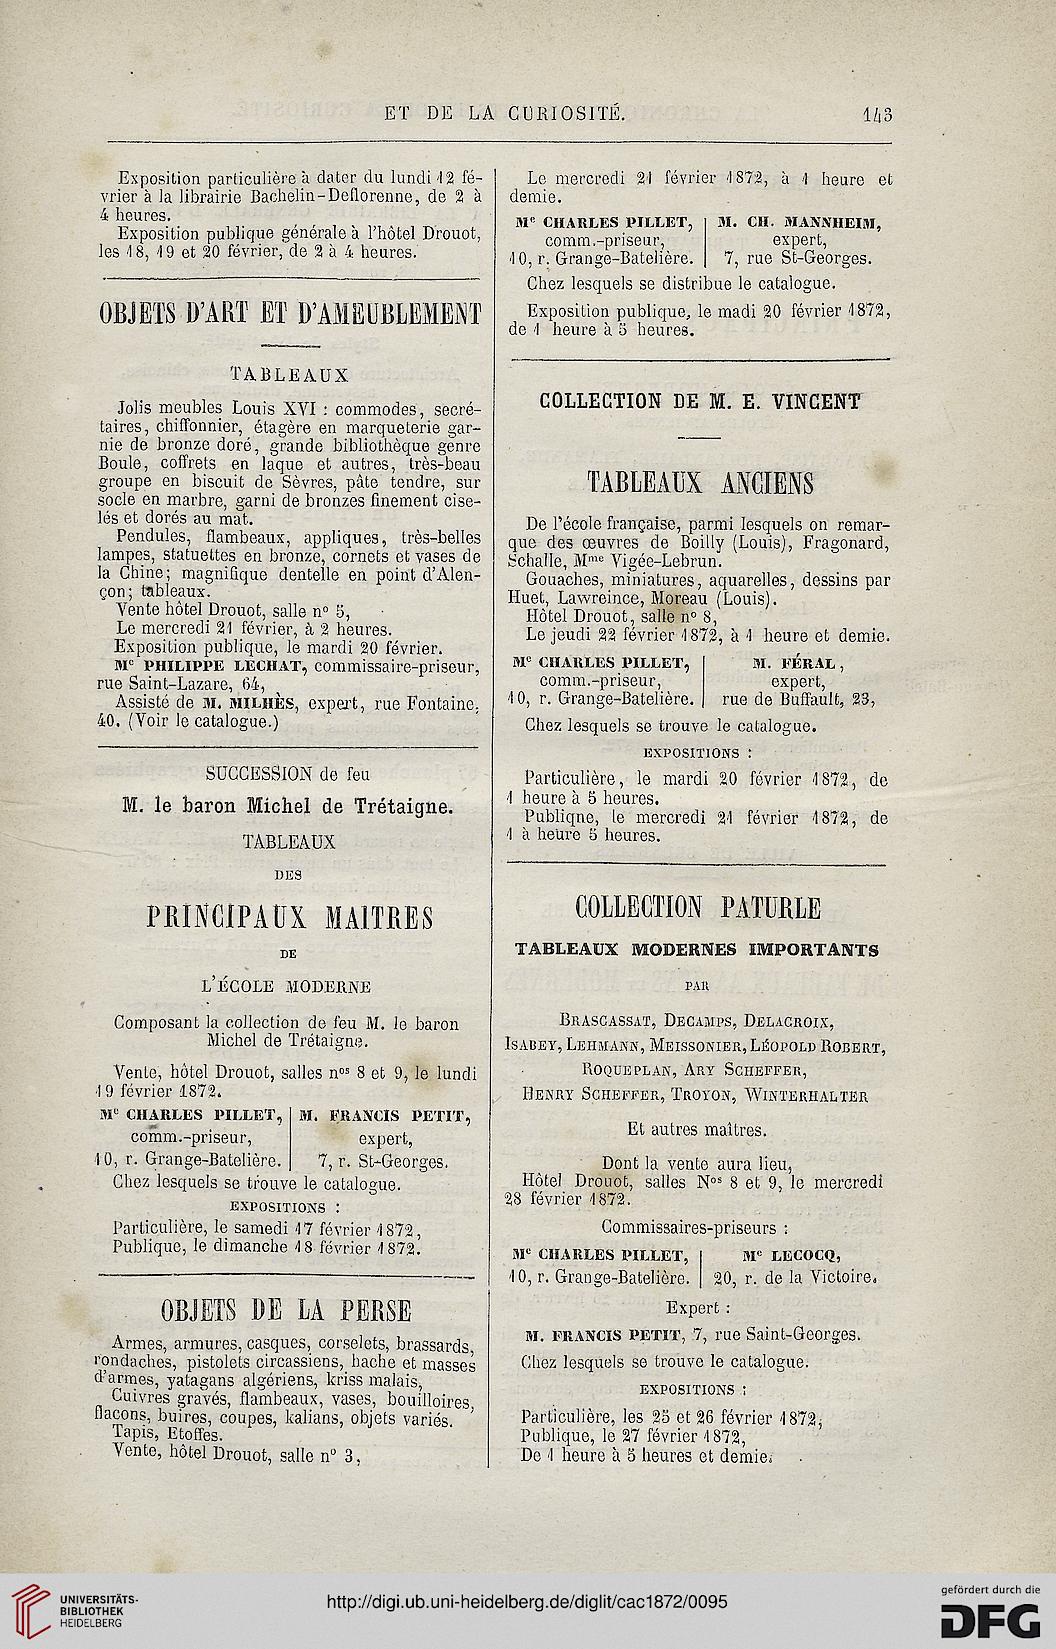 ET DE LA CURIOSITÉ.
143
Exposition particulière à dater du lundi 12 fé-
vrier à la librairie Bachelin-Deflorenne, de 2 à
4 heures.
Exposition publique générale à l'hôtel Drouot,
les 18, 19 et 20 février, de 2 à 4 heures.
OBJETS D'ART ET D'AMEUBLEMENT
TABLEAUX
Jolis meubles Louis XVI : commodes, secré-
taires, chiffonnier, étagère en marqueterie gar-
nie de bronze doré, grande bibliothèque genre
Boule, coffrets en laque et autres, très-beau
groupe en biscuit de Sèvres, pâte tendre, sur
socle en marbre, garni de bronzes finement cise-
lés et dorés au mat.
Pendules, flambeaux, appliques, très-belles
lampes, statuettes en bronze, cornets et vases de
la Chine; magnifique dentelle en point d'Alen-
çon; tableaux.
Vente hôtel Drouot, salle n° 5,
Le mercredi 21 février, à 2 heures.
Exposition publique, le mardi 20 février.
Me PHILIPPE LECHAT, commissaire-priseur,
rue Saint-Lazare, 64,
Assisté de M. MILHÈS, expert, rue Fontaine,
40. (Voir le catalogue.)
SUCCESSION de feu
M. le baron Michel de Trétaigne.
TABLEAUX
DES
PRINCIPAUX MAITRES
DE
L'ÉCOLE MODERNE
Composant la collection de feu M. le baron
Michel de Trétaigne.
Vente, hôtel Drouot, salles nos 8 et 9, le lundi
19 février 1872.
Me CHARLES PILLET, | M. FRANCIS PETIT,
comm.-priseur, | expert,
10, r. Grange-Batelière. | 7, r. St-Georges.
Chez lesquels se trouve le catalogue.
EXPOSITIONS :
Particulière, le samedi 17 février 1872,
Publique, le dimanche 18 février 1872.
OBJETS DE LA PERSE
Armes, armures, casques, corselets, brassards,
rondaches, pistolets circassiens, hache et masses
d'armes, yatagans algériens, kriss malais,
Cuivres gravés, flambeaux, vases, bouilloires,
flacons, buires, coupes, kalians, objets variés.
Tapis, Etoffes.
Vente, hôtel Drouot, salle n° 3,
Le mercredi 21 février 1872, à 1 heure et
demie.
Me CHARLES PILLET, | M. CH. MANNHEIM,
comm.-priseur, | expert,
10, r. Grange-Batelière. | 7, rue St-Georges.
Chez lesquels se distribue le catalogue.
Exposition publique, le madi 20 février 1872,
de 1 heure à 5 heures.
COLLECTION DE M. E. VINCENT
TABLEAUX ANCIENS
De l'école française, parmi lesquels on remar-
que des œuvres de Boilly (Louis), Fragonard,
Schalle, Mme Vigée-Lebrun.
Gouaches, miniatures, aquarelles, dessins par
Huet, Lawreince, Moreau (Louis).
Hôtel Drouot, salle n° 8,
Le jeudi 22 février 1872, à 1 heure et demie.
Me CHARLES PILLET, | M. FÉRAL,
comm.-priseur, | expert,
10, r. Grange-Batelière. | rue de Buffault, 23,
Chez lesquels se trouve le catalogue.
EXPOSITIONS :
Particulière, le mardi 20 février 1872, de
1 heure à 5 heures.
Publiqne, le mercredi 21 février 1872, de
1 à heure 5 heures.
COLLECTION PATURLE
TABLEAUX MODERNES IMPORTANTS
PAR
BRASCASSAT, DECAMPS, DELACROIX,
ISABEY, LEHMANN, MEISSONIER, LÉOPOLD ROBERT,
ROQUEPLAN, ARY SCHEFFER,
HENRY SCHEFFER, TROYON, WINTERHALTER
Et autres maîtres.
Dont la vente aura lieu,
Hôtel Drouot, salles Nos 8 et 9, le mercredi
28 février 1872.
Commissaires-priseurs :
Me CHARLES PILLET, | Me LECOCQ,
10, r. Grange-Batelière. | 20, r. de la Victoire.
Expert :
M. FRANCIS PETIT, 7, rue Saint-Georges.
Chez lesquels se trouve le catalogue.
EXPOSITIONS :
Particulière, les 25 et 26 février 1872,
Publique, le 27 février 1872,
De 1 heure à 5 heures et demie.
UNIVERSITÄTS-
BIBLIOTHEK
HEIDELBERG
http://digi.ub.uni-heidelberg.de/diglit/cac1872/0095
gefördert durch die
DFG